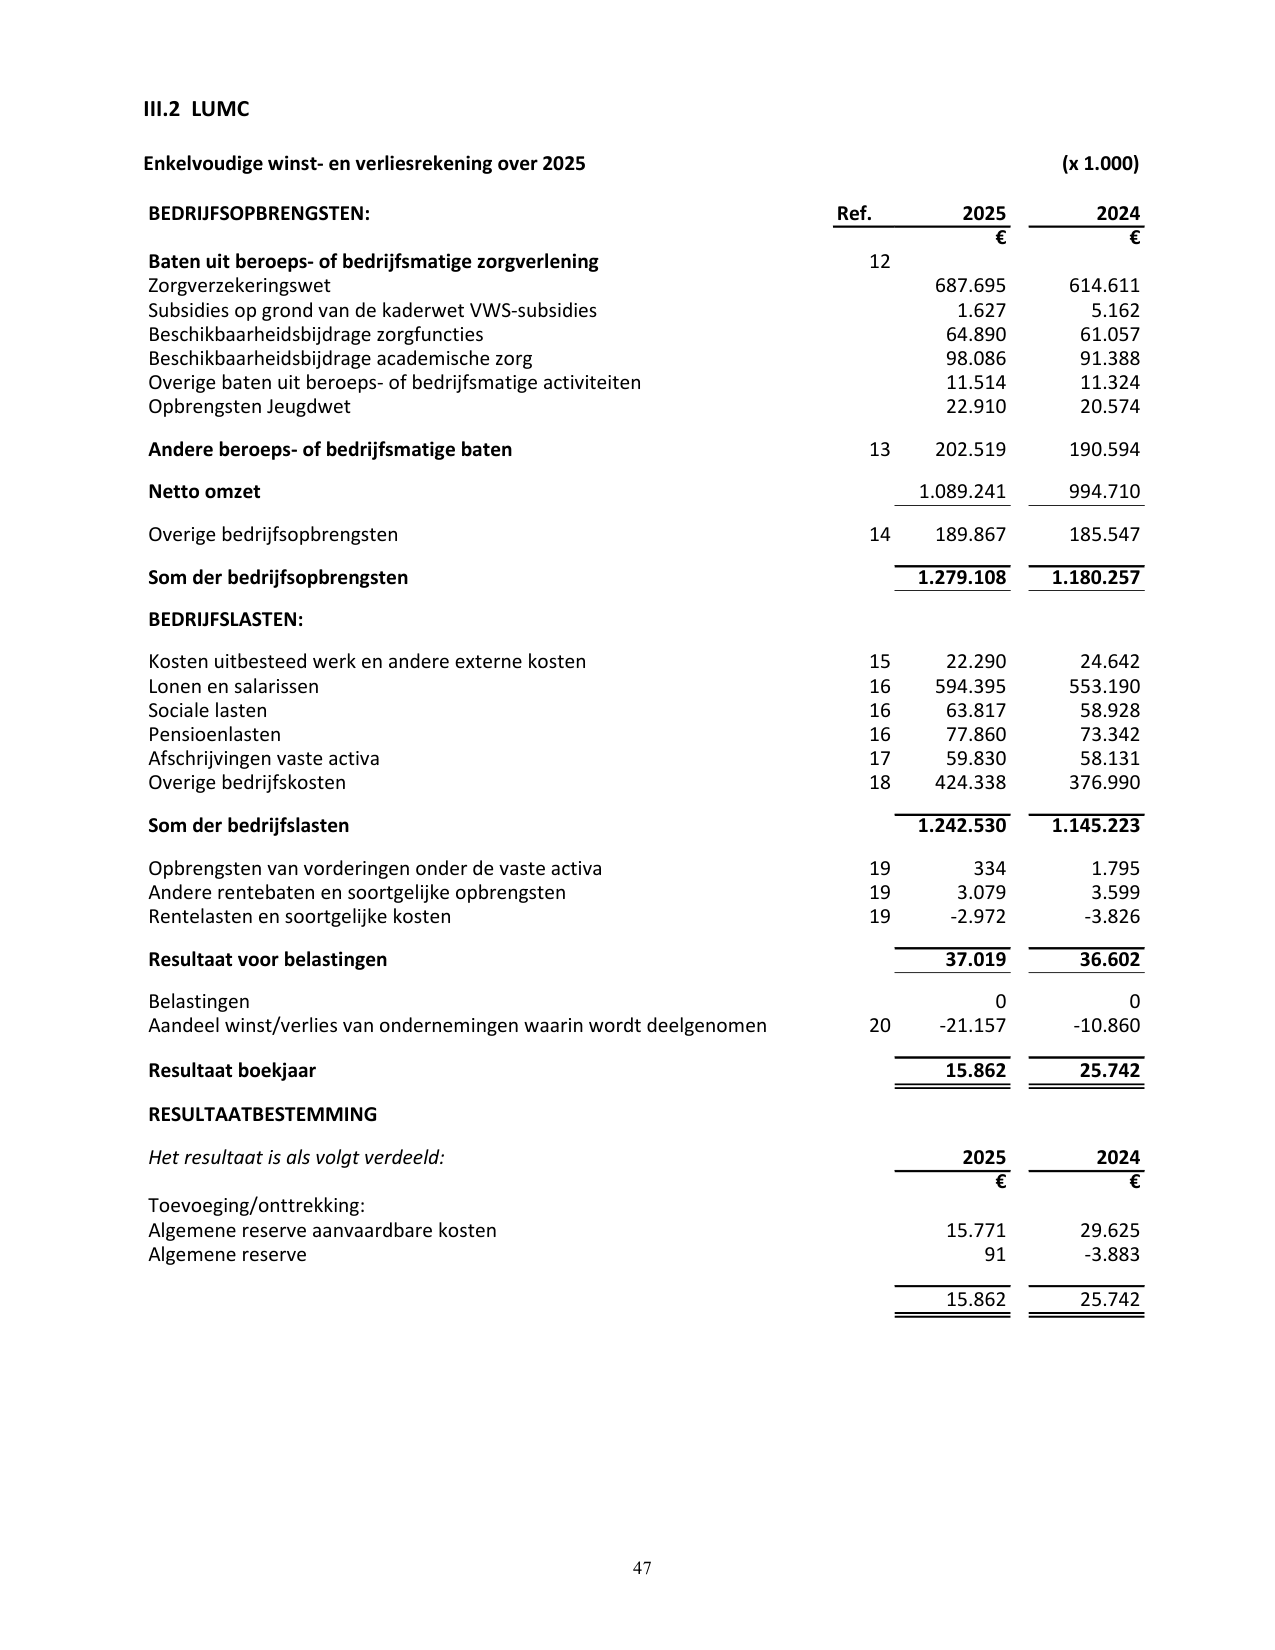 III.2 LUMC
Enkelvoudige winst- en verliesrekening over 2025 (x 1.000)
BEDRIJFSOPBRENGSTEN: Ref. 2025 2024
€ €
Baten uit beroeps- of bedrijfsmatige zorgverlening 12
Zorgverzekeringswet 687.695 614.611
Subsidies op grond van de kaderwet VWS-subsidies 1.627 5.162
Beschikbaarheidsbijdrage zorgfuncties 64.890 61.057
Beschikbaarheidsbijdrage academische zorg 98.086 91.388
Overige baten uit beroeps- of bedrijfsmatige activiteiten 11.514 11.324
Opbrengsten Jeugdwet 22.910 20.574
Andere beroeps- of bedrijfsmatige baten 13 202.519 190.594
Netto omzet 1.089.241 994.710
Overige bedrijfsopbrengsten 14 189.867 185.547
Som der bedrijfsopbrengsten 1.279.108 1.180.257
BEDRIJFSLASTEN:
Kosten uitbesteed werk en andere externe kosten 15 22.290 24.642
Lonen en salarissen 16 594.395 553.190
Sociale lasten 16 63.817 58.928
Pensioenlasten 16 77.860 73.342
Afschrijvingen vaste activa 17 59.830 58.131
Overige bedrijfskosten 18 424.338 376.990
Som der bedrijfslasten 1.242.530 1.145.223
Opbrengsten van vorderingen onder de vaste activa 19 334 1.795
Andere rentebaten en soortgelijke opbrengsten 19 3.079 3.599
Rentelasten en soortgelijke kosten 19 -2.972 -3.826
Resultaat voor belastingen 37.019 36.602
Belastingen 0 0
Aandeel winst/verlies van ondernemingen waarin wordt deelgenomen 20 -21.157 -10.860
Resultaat boekjaar 15.862 25.742
RESULTAATBESTEMMING
Het resultaat is als volgt verdeeld: 2025 2024
€ €
Toevoeging/onttrekking:
Algemene reserve aanvaardbare kosten 15.771 29.625
Algemene reserve 91 -3.883
15.862 25.742
47